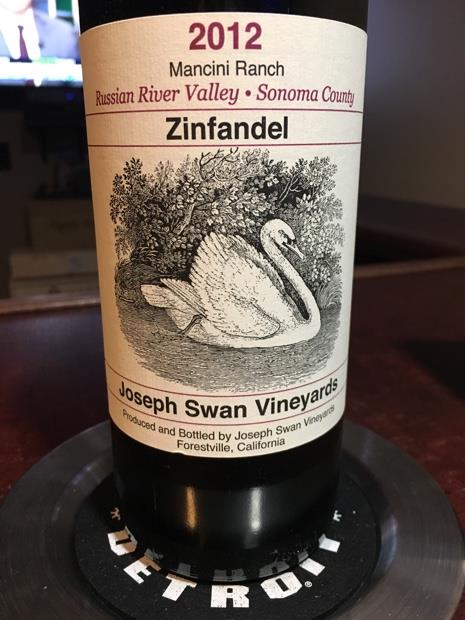 2012
Mancini Ranch
Russian River Valley • Sonoma County
Zinfandel
Joseph Swan Vineyards
Produced and Bottled by Joseph Swan Vineyards
Forestville, California
DETROIT®